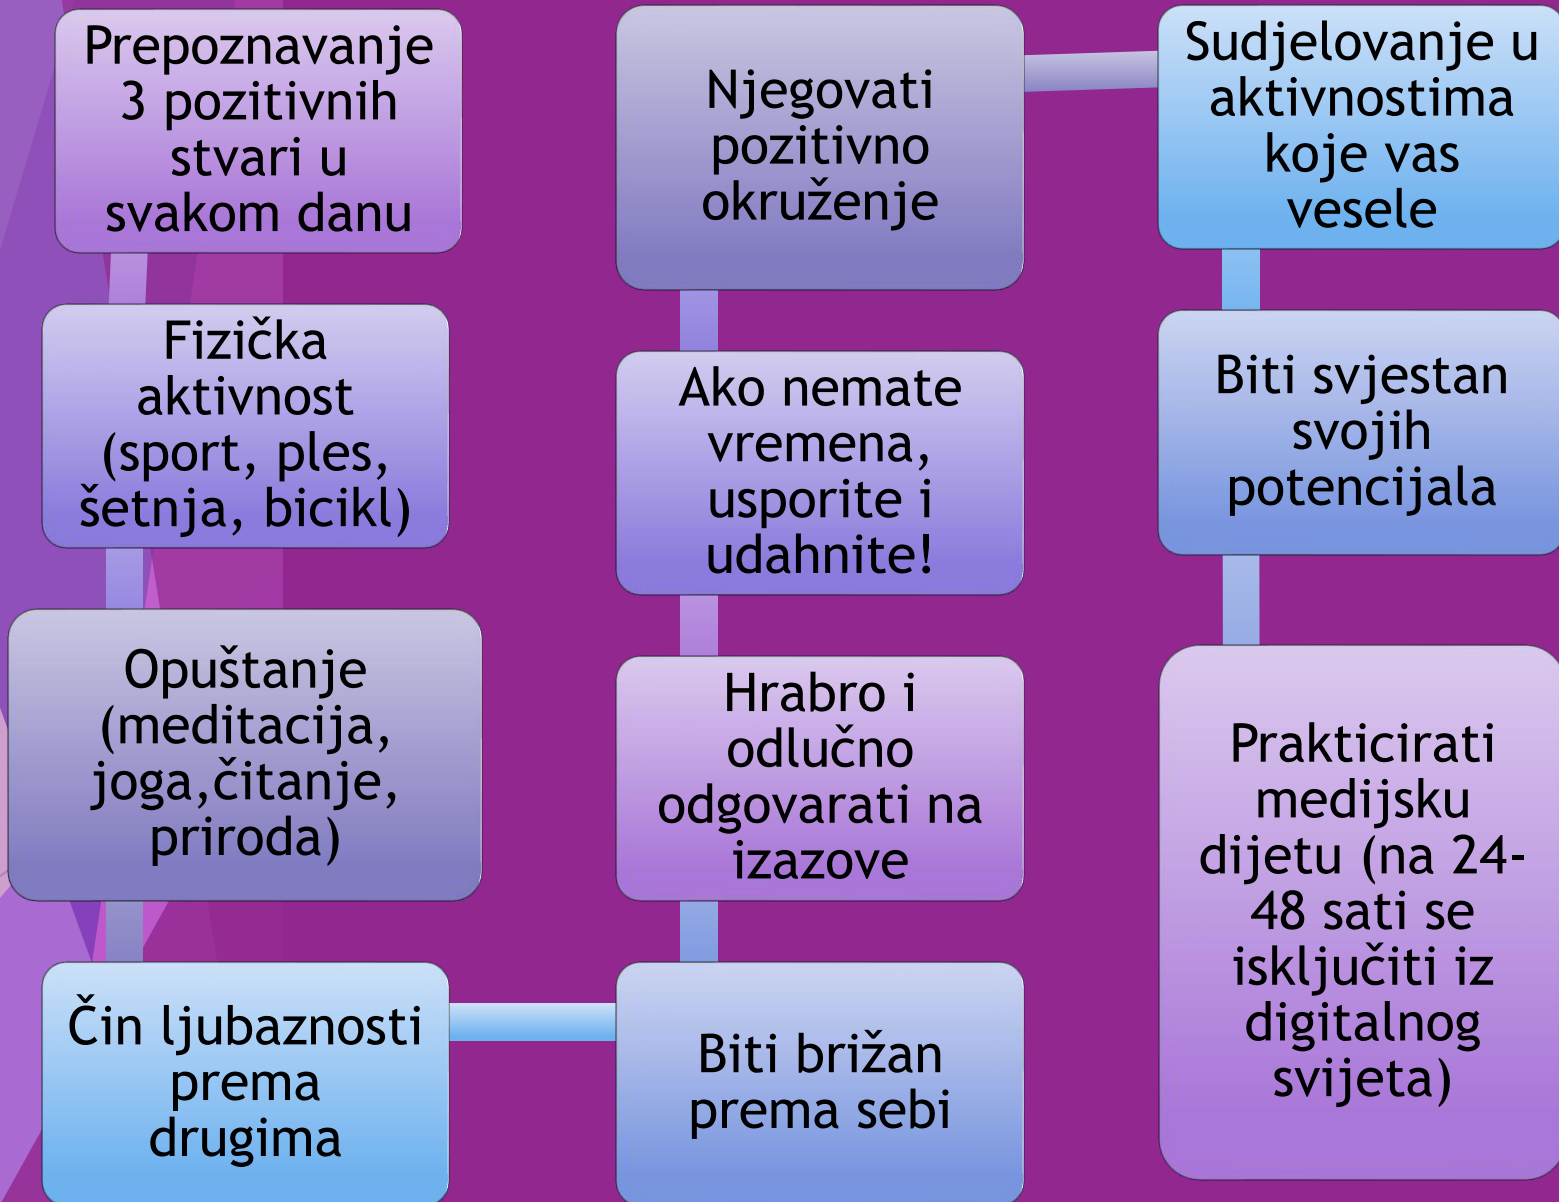 Prepoznavanje
3 pozitivnih
stvari u
svakom danu
Fizička
aktivnost
(sport, ples,
šetnja, bicikl)
Opuštanje
(meditacija,
joga,čitanje,
priroda)
Čin ljubaznosti
prema
drugima
Biti brižan
prema sebi
Hrabro i
odlučno
odgovarati na
izazove
Ako nemate
vremena,
usporite i
udahnite!
Njegovati
pozitivno
okruženje
Sudjelovanje u
aktivnostima
koje vas
vesele
Biti svjestan
svojih
potencijala
Prakticirati
medijsku
dijetu (na 24-
48 sati se
isključiti iz
digitalnog
svijeta)